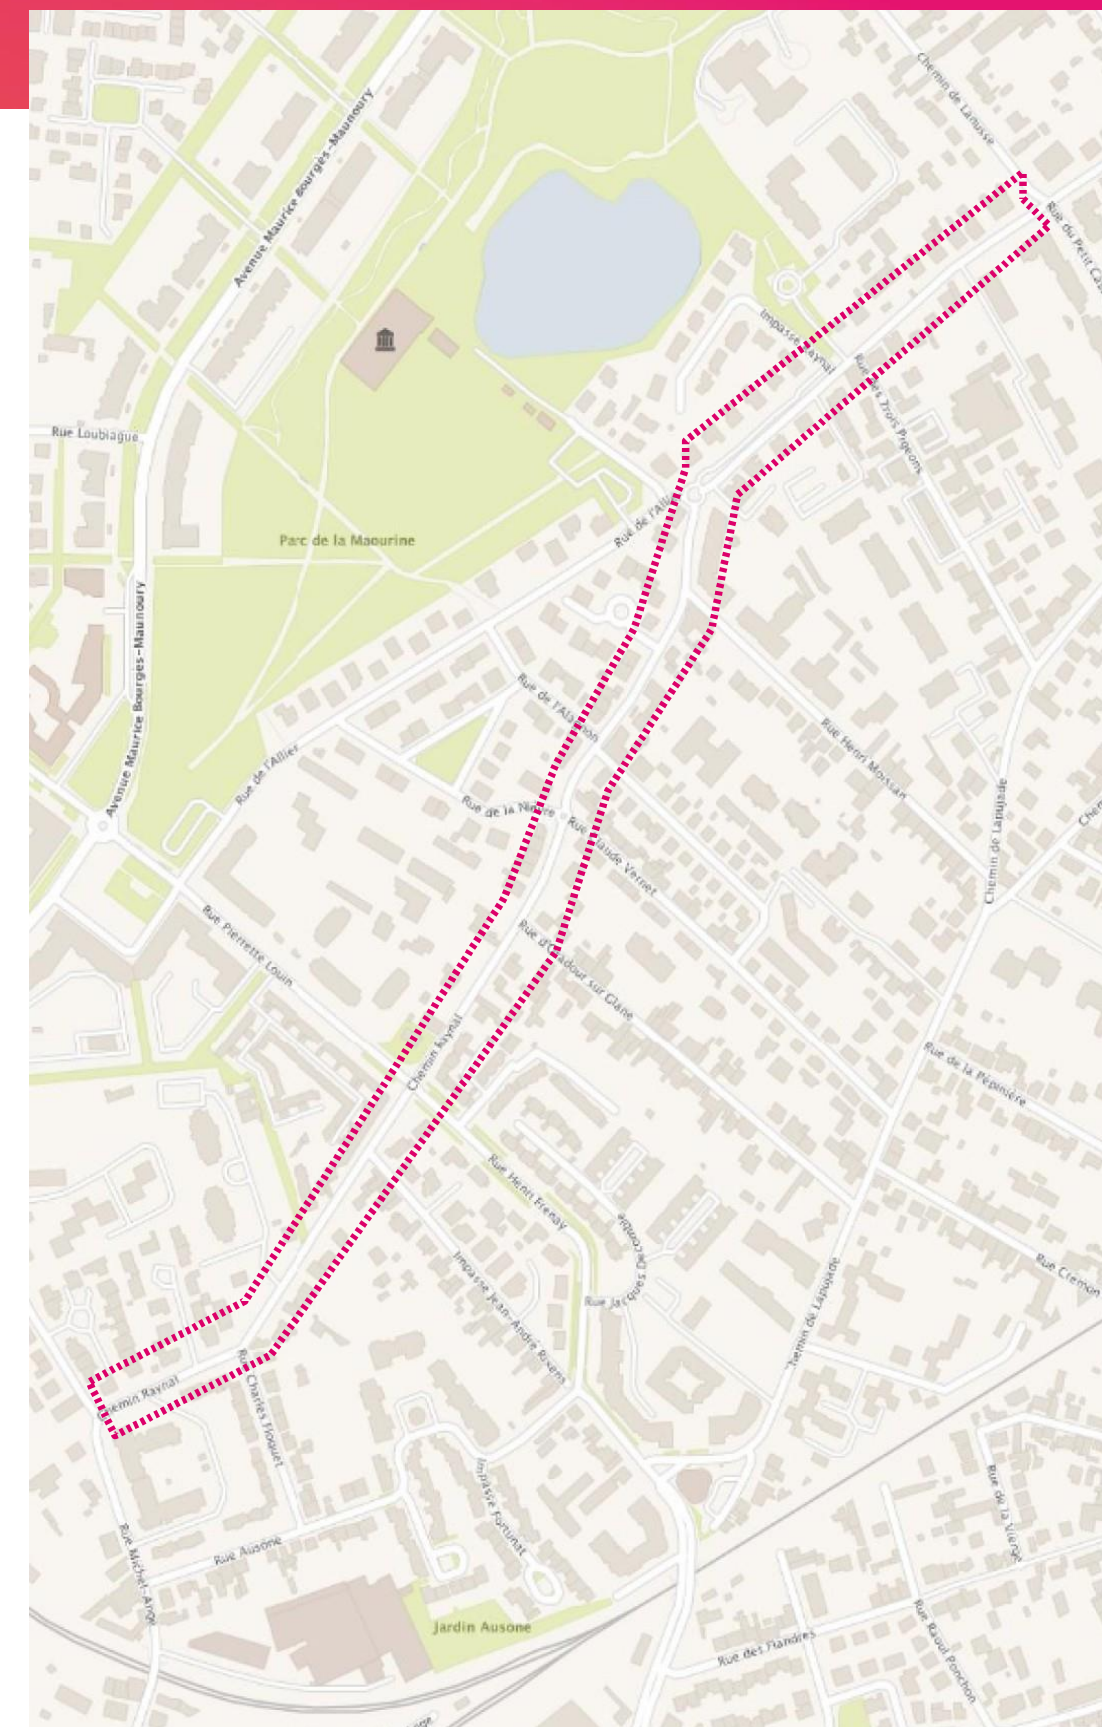 Chemin de Lanusse
Avenue Maurice Bourgès-Maunoury
Rue du Petit
Impasse Raynal
Rue des Trois Pigeons
Rue Loubiague
Rue de l'Allier
Parc de la Maourine
Avenue Maurice Bourges-Maunoury
Rue de l'Alagnon
Rue Henri Moissan
Rue de l'Allier
Rue de la Nièvre
Chemin de Lapujade
Rue Claude Vernet
Rue Pierrette Louin
Rue d'Oradour sur Glane
Chemin Raynal
Rue de la Pépinière
Rue Henri Frenay
Rue Jacques Decombe
Impasse Jean-André Rixens
Chemin de Lapujade
Chemin Raynal
Rue Charles Floquet
Impasse Fortunat
Rue de la Vierge
Rue Michel-Ange
Rue Ausone
Jardin Ausone
Rue des Flandres
Rue Raoul Ponchon